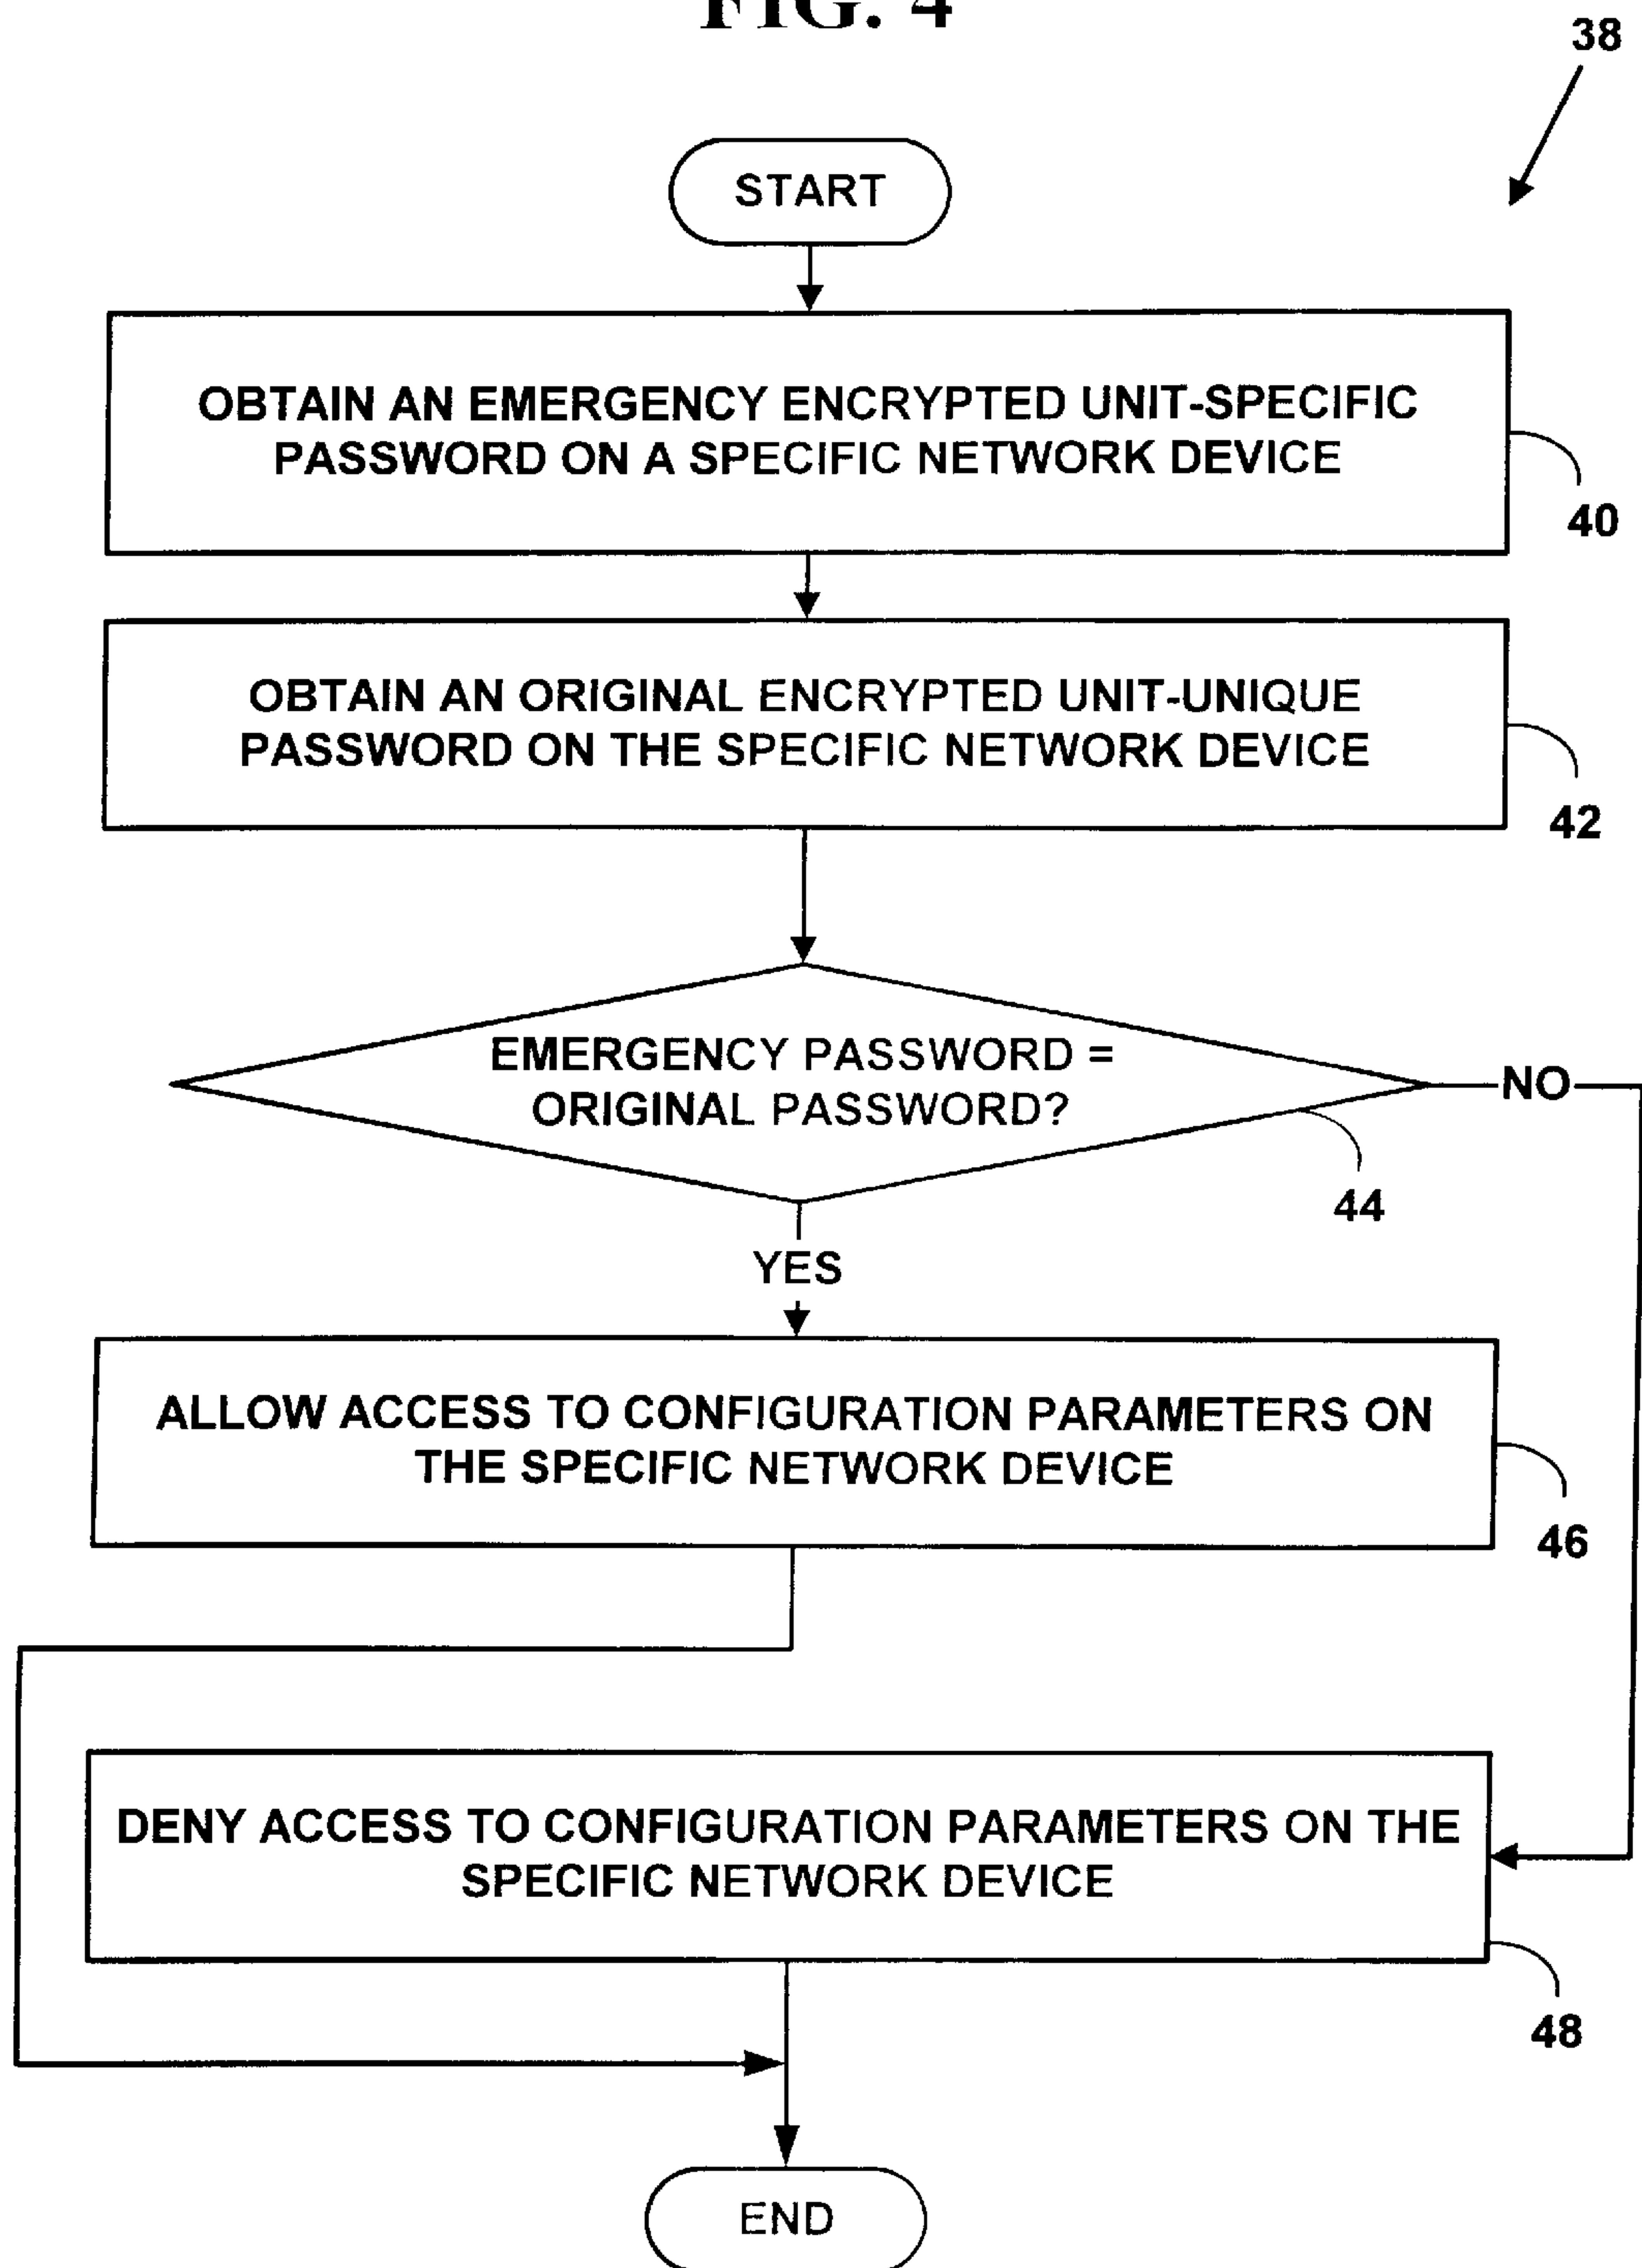 FIG. 4
38
START
OBTAIN AN EMERGENCY ENCRYPTED UNIT-SPECIFIC
PASSWORD ON A SPECIFIC NETWORK DEVICE
40
OBTAIN AN ORIGINAL ENCRYPTED UNIT-UNIQUE
PASSWORD ON THE SPECIFIC NETWORK DEVICE
42
EMERGENCY PASSWORD =
ORIGINAL PASSWORD?
NO
44
YES
ALLOW ACCESS TO CONFIGURATION PARAMETERS ON
THE SPECIFIC NETWORK DEVICE
46
DENY ACCESS TO CONFIGURATION PARAMETERS ON THE
SPECIFIC NETWORK DEVICE
48
END